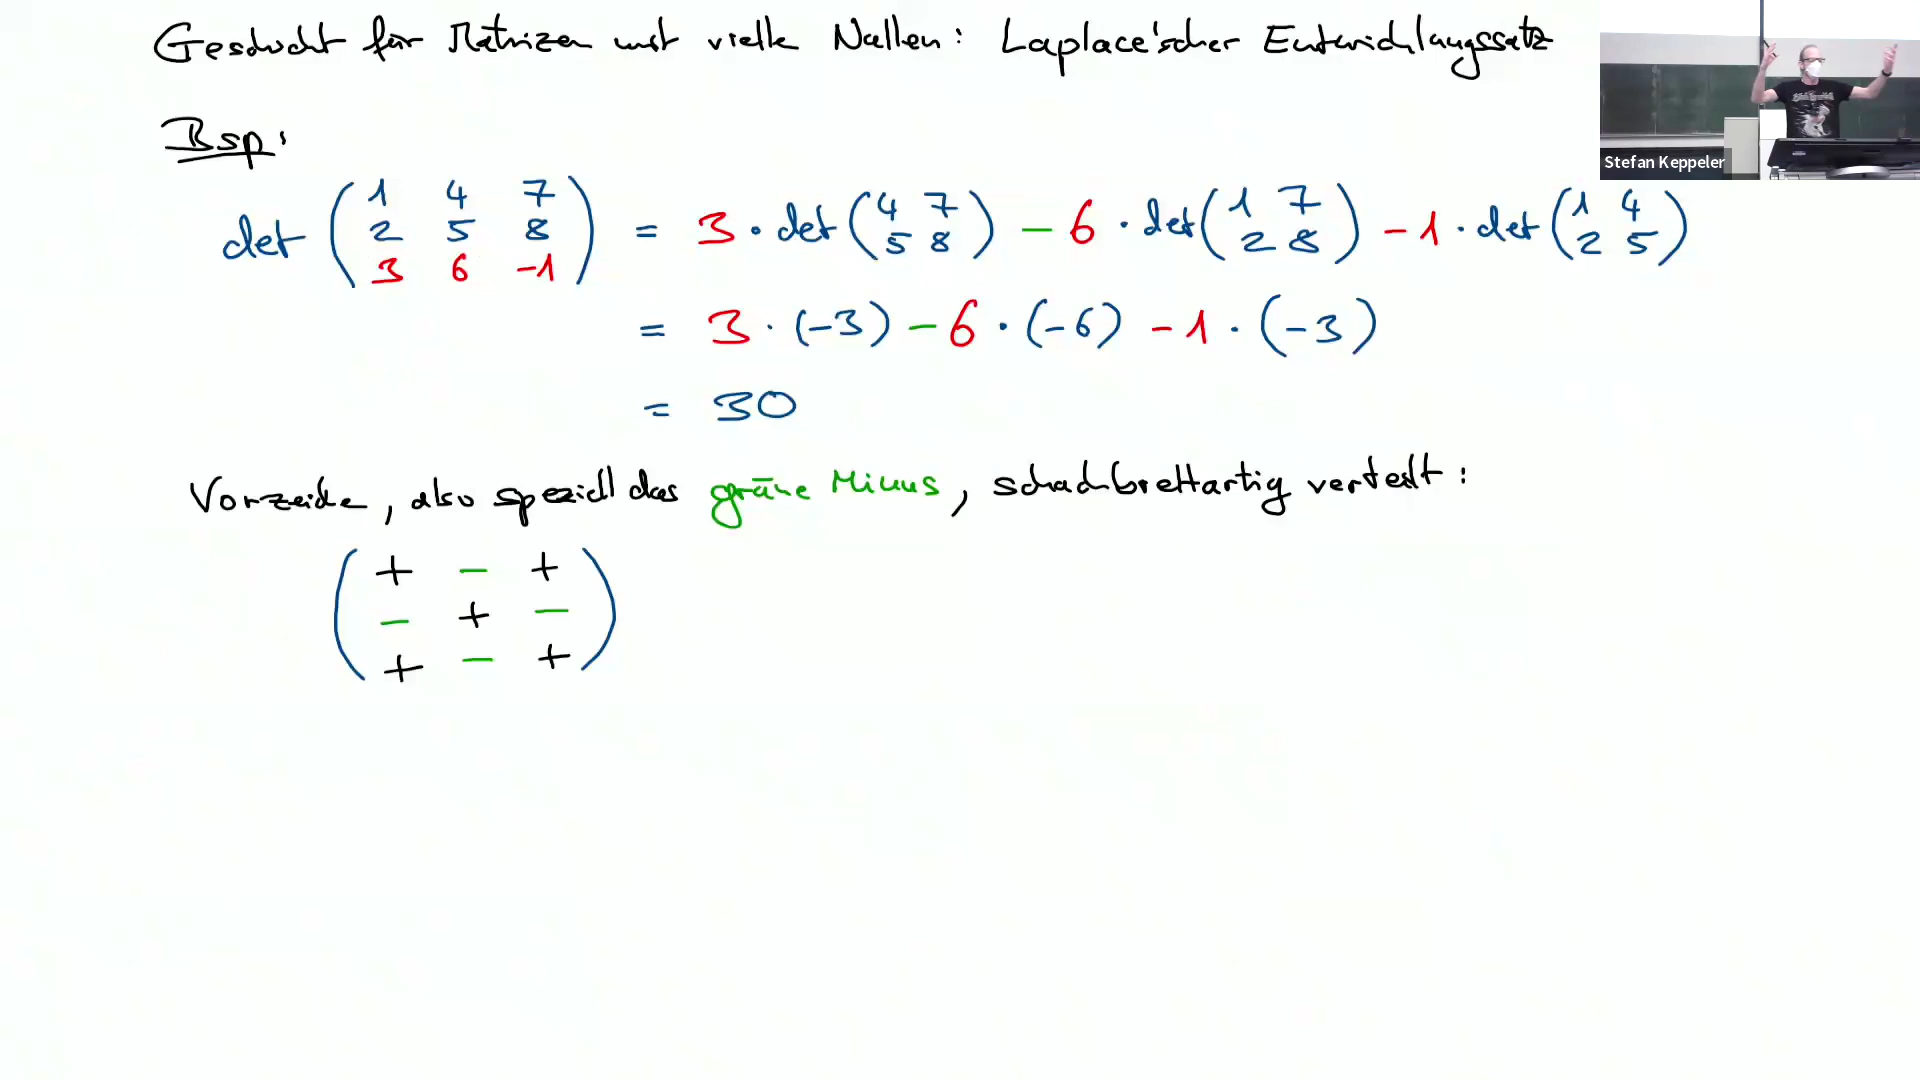 Geschickt für Matrizen mit vielen Nullen: Laplace'scher Entwicklungssatz
Stefan Keppeler
Bsp:
det ( 1 4 7 ; 2 5 8 ; 3 6 -1 ) = 3 · det ( 4 7 ; 5 8 ) - 6 · det ( 1 7 ; 2 8 ) - 1 · det ( 1 4 ; 2 5 )
= 3 · (-3) - 6 · (-6) - 1 · (-3)
= 30
Vorzeichen, also speziell das grüne Minus, schachbrettartig verteilt:
( + - +
- + -
+ - + )